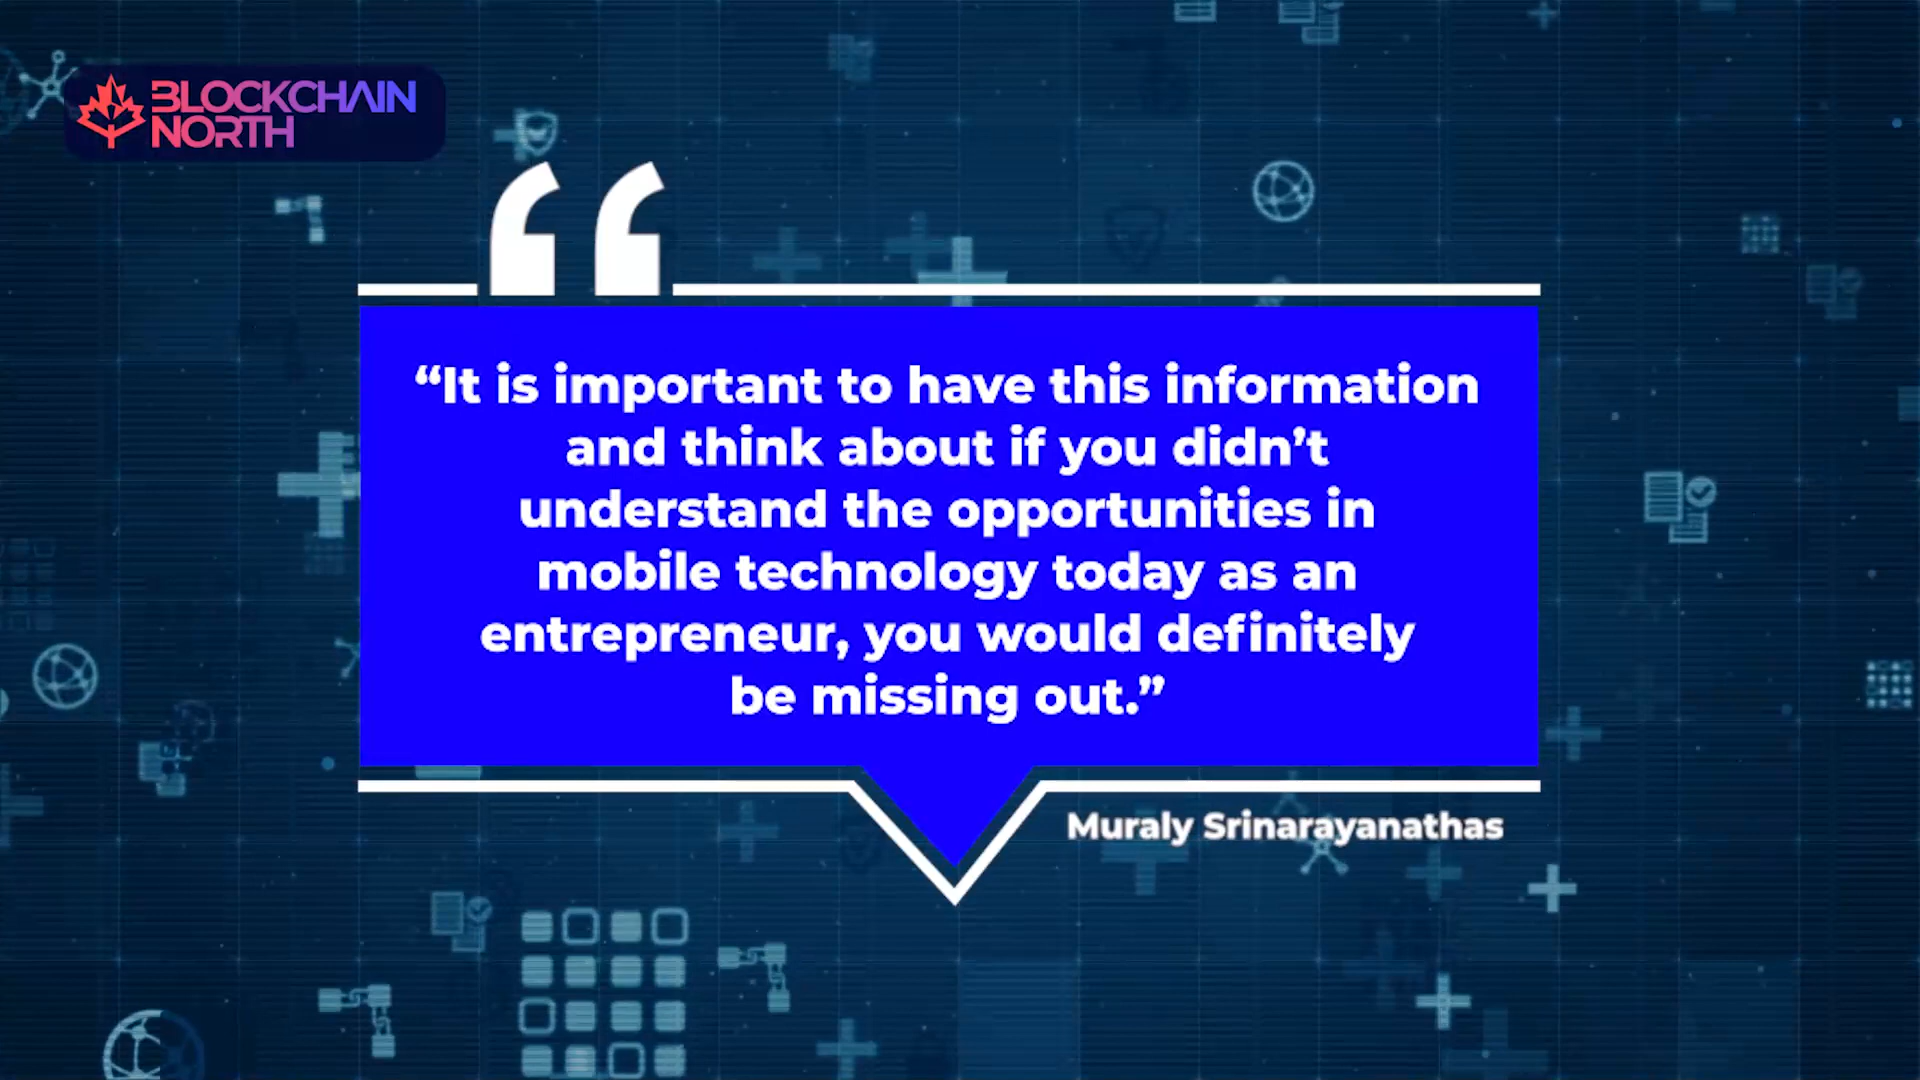 BLOCKCHAIN
NORTH
“It is important to have this information
and think about if you didn’t
understand the opportunities in
mobile technology today as an
entrepreneur, you would definitely
be missing out.”
Muraly Srinarayanathas